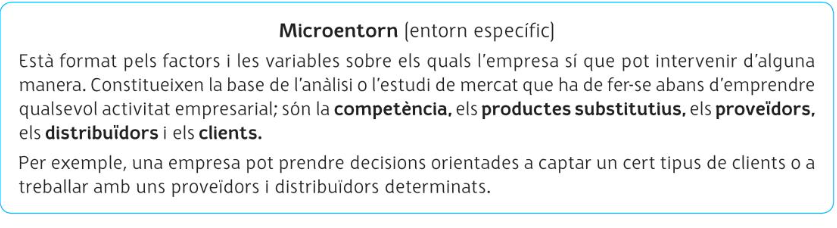 Microentorn (entorn específic)
Està format pels factors i les variables sobre els quals l'empresa sí que pot intervenir d'alguna
manera. Constitueixen la base de l'anàlisi o l'estudi de mercat que ha de fer-se abans d'emprendre
qualsevol activitat empresarial; són la competència, els productes substitutius, els proveïdors,
els distribuïdors i els clients.
Per exemple, una empresa pot prendre decisions orientades a captar un cert tipus de clients o a
treballar amb uns proveïdors i distribuïdors determinats.